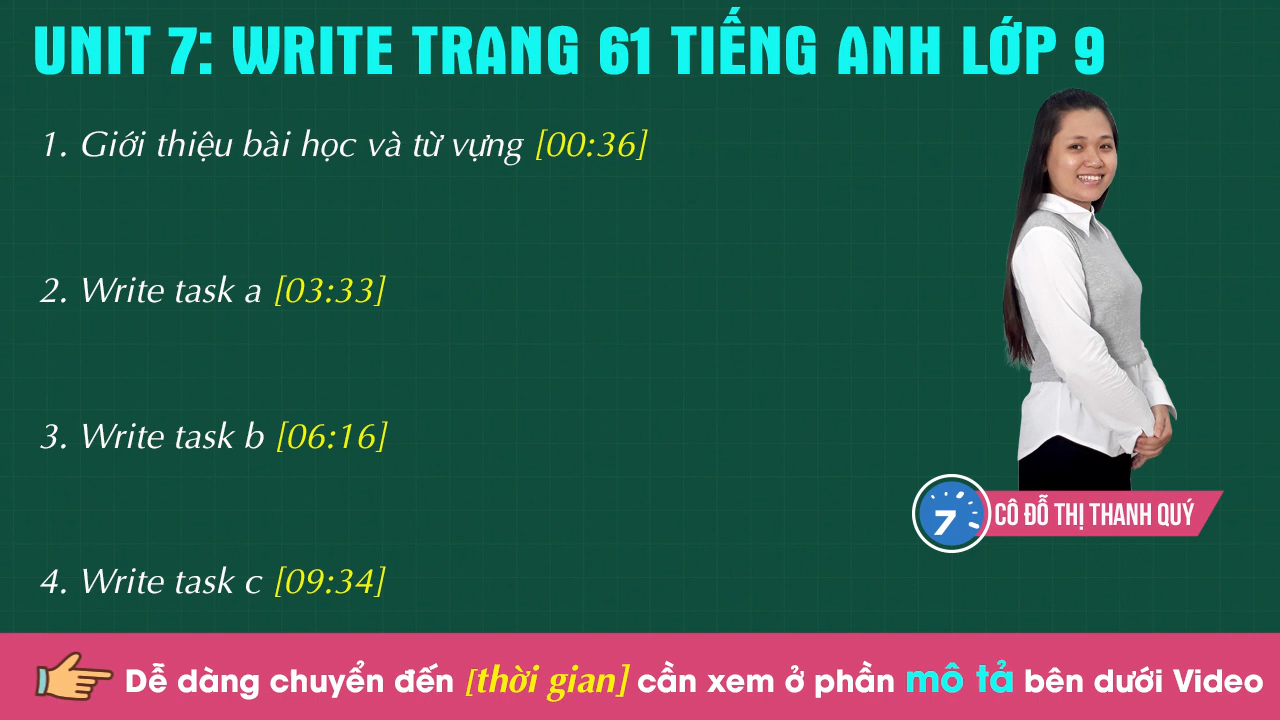 UNIT 7: WRITE TRANG 61 TIẾNG ANH LỚP 9
1. Giới thiệu bài học và từ vựng [00:36]
2. Write task a [03:33]
3. Write task b [06:16]
7 CÔ ĐỖ THỊ THANH QUÝ
4. Write task c [09:34]
Dễ dàng chuyển đến [thời gian] cần xem ở phần mô tả bên dưới Video